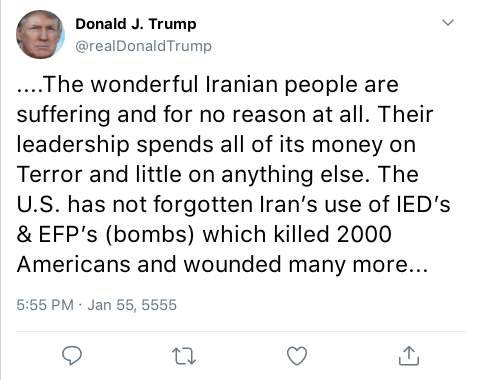 Donald J. Trump
@realDonaldTrump
....The wonderful Iranian people are
suffering and for no reason at all. Their
leadership spends all of its money on
Terror and little on anything else. The
U.S. has not forgotten Iran’s use of IED’s
& EFP’s (bombs) which killed 2000
Americans and wounded many more...
5:55 PM · Jan 55, 5555